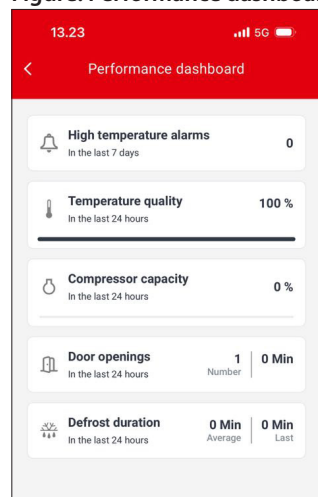 Figure: Performance dashboar
13.23
5G
Performance dashboard
High temperature alarms
In the last 7 days
0
Temperature quality
In the last 24 hours
100 %
Compressor capacity
In the last 24 hours
0 %
Door openings
In the last 24 hours
1
Number
0 Min
Defrost duration
In the last 24 hours
0 Min
Average
0 Min
Last